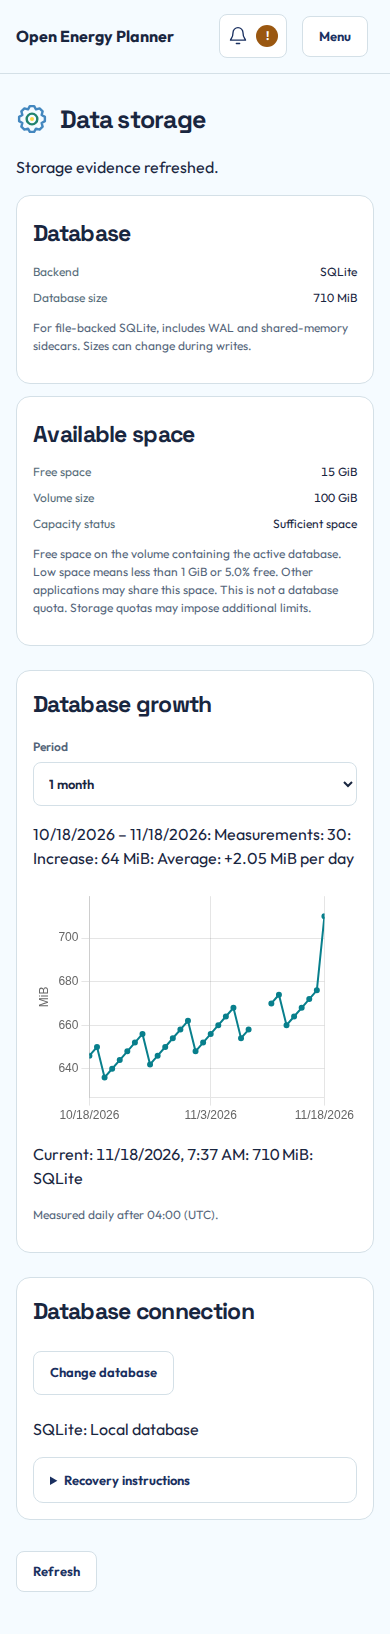 Open Energy Planner
!
Menu
Data storage
Storage evidence refreshed.
Database
Backend SQLite
Database size 710 MiB
For file-backed SQLite, includes WAL and shared-memory
sidecars. Sizes can change during writes.
Available space
Free space 15 GiB
Volume size 100 GiB
Capacity status Sufficient space
Free space on the volume containing the active database.
Low space means less than 1 GiB or 5.0% free. Other
applications may share this space. This is not a database
quota. Storage quotas may impose additional limits.
Database growth
Period
1 month
10/18/2026 – 11/18/2026: Measurements: 30:
Increase: 64 MiB: Average: +2.05 MiB per day
MiB
700
680
660
640
10/18/2026 11/3/2026 11/18/2026
Current: 11/18/2026, 7:37 AM: 710 MiB:
SQLite
Measured daily after 04:00 (UTC).
Database connection
Change database
SQLite: Local database
Recovery instructions
Refresh